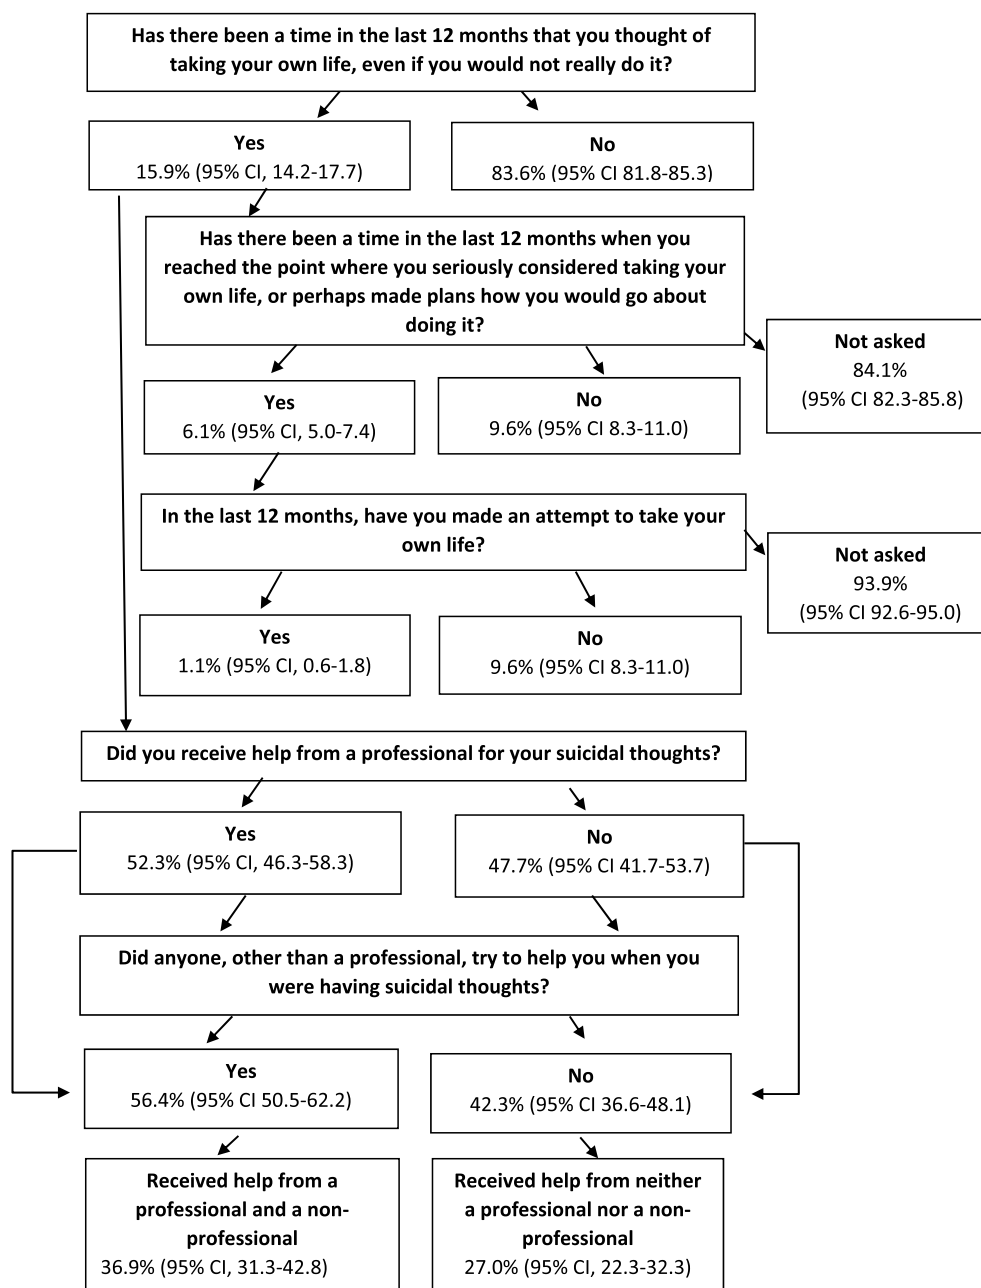 Has there been a time in the last 12 months that you thought of
taking your own life, even if you would not really do it?
Yes
15.9% (95% CI, 14.2-17.7)
No
83.6% (95% CI 81.8-85.3)
Has there been a time in the last 12 months when you
reached the point where you seriously considered taking your
own life, or perhaps made plans how you would go about
doing it?
Not asked
84.1%
(95% CI 82.3-85.8)
Yes
6.1% (95% CI, 5.0-7.4)
No
9.6% (95% CI 8.3-11.0)
In the last 12 months, have you made an attempt to take your
own life?
Not asked
93.9%
(95% CI 92.6-95.0)
Yes
1.1% (95% CI, 0.6-1.8)
No
9.6% (95% CI 8.3-11.0)
Did you receive help from a professional for your suicidal thoughts?
Yes
52.3% (95% CI, 46.3-58.3)
No
47.7% (95% CI 41.7-53.7)
Did anyone, other than a professional, try to help you when you
were having suicidal thoughts?
Yes
56.4% (95% CI 50.5-62.2)
No
42.3% (95% CI 36.6-48.1)
Received help from a
professional and a non-
professional
36.9% (95% CI, 31.3-42.8)
Received help from neither
a professional nor a non-
professional
27.0% (95% CI, 22.3-32.3)